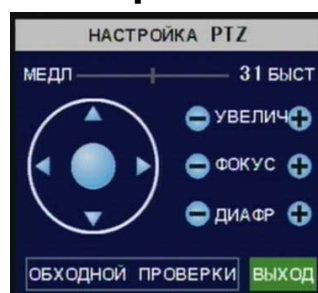 НАСТРОЙКА PTZ
МЕДЛ 31 БЫСТ
УВЕЛИЧ
ФОКУС
ДИАФР
ОБХОДНОЙ ПРОВЕРКИ ВЫХОД